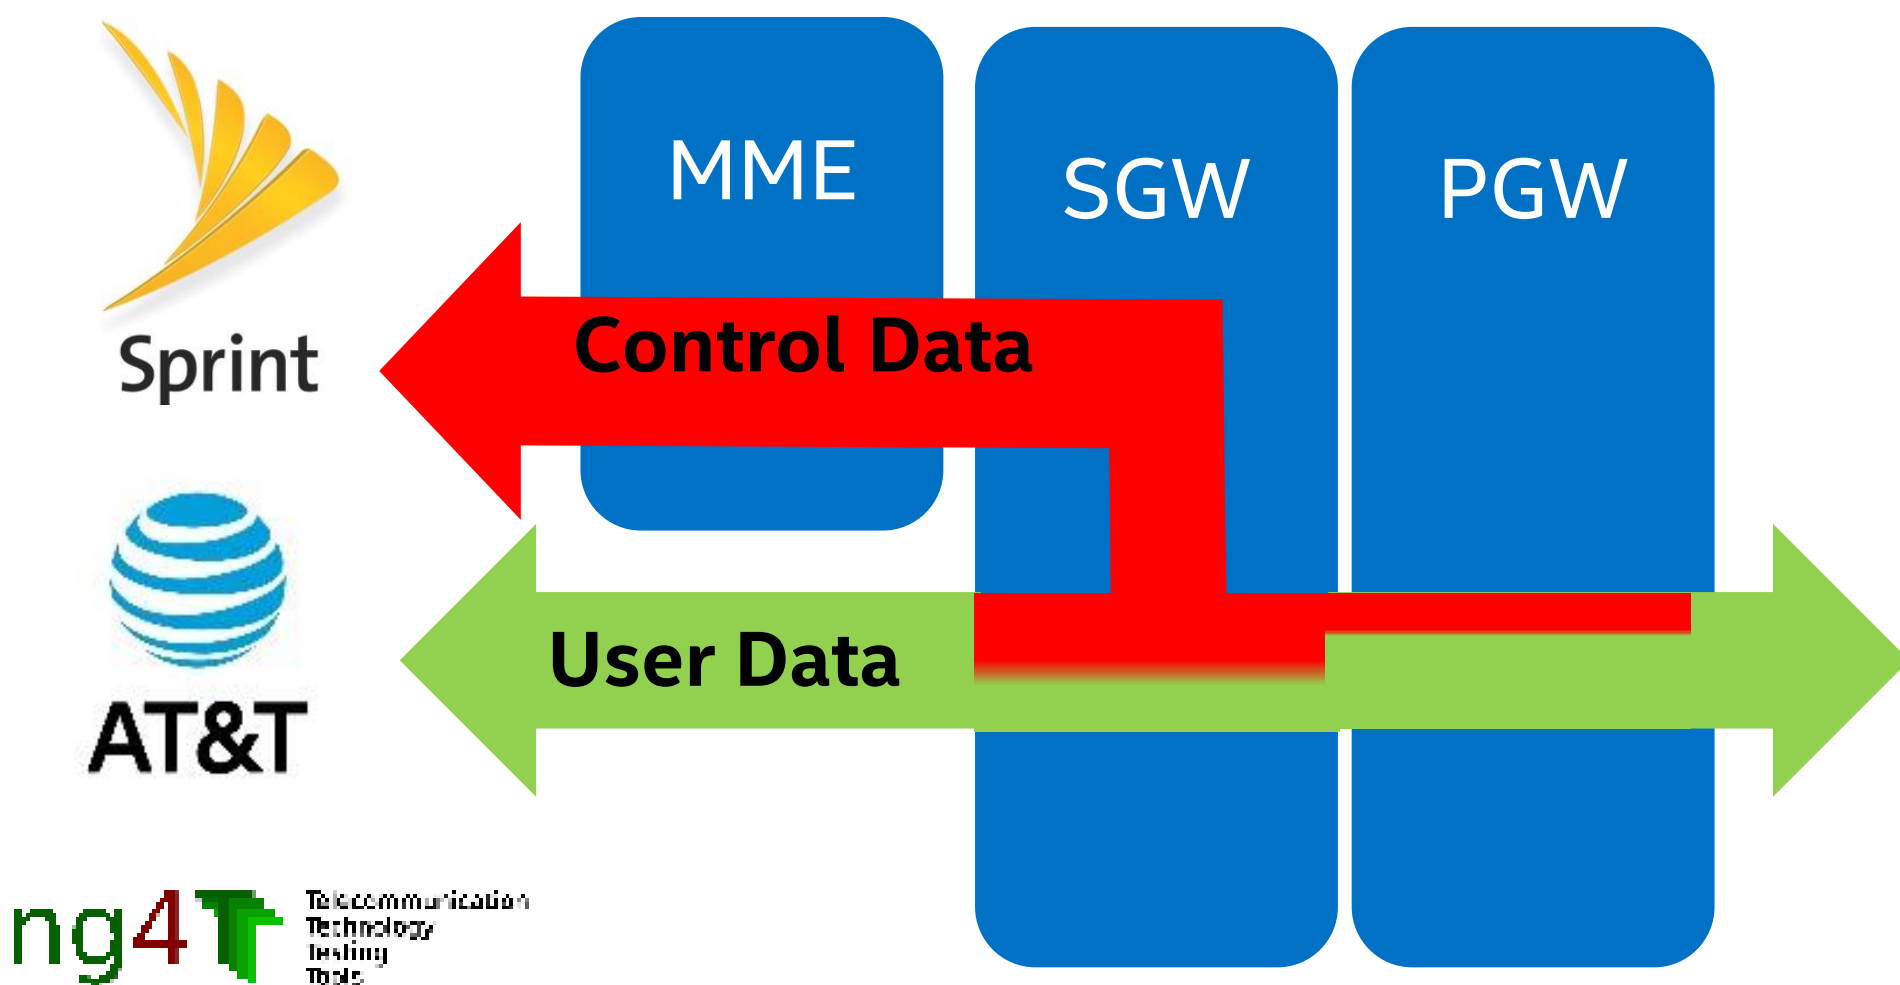 MME
SGW
PGW
Control Data
Sprint
User Data
AT&T
ng4T
Telecommunication
Technology
Testing
Tools